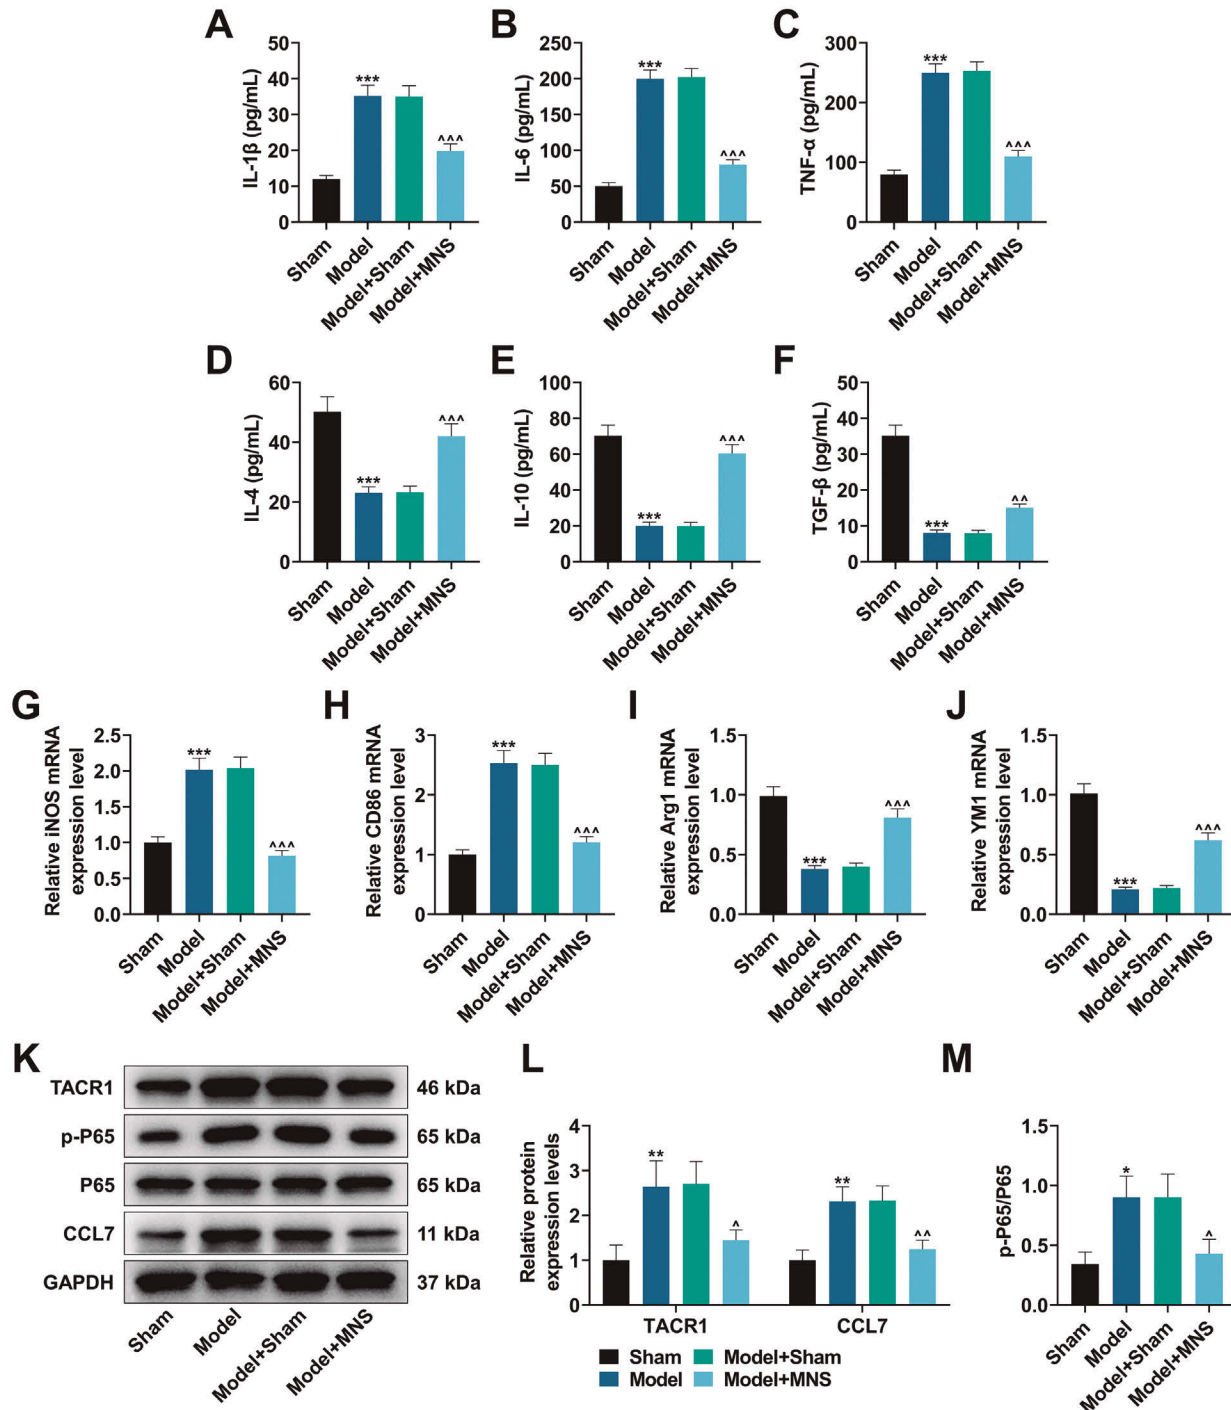 A
IL-1β (pg/mL)
50
40
30
20
10
0
***
^^^
Sham
Model
Model+Sham
Model+MNS
B
IL-6 (pg/mL)
250
200
150
100
50
0
***
^^^
Sham
Model
Model+Sham
Model+MNS
C
TNF-α (pg/mL)
300
200
100
0
***
^^^
Sham
Model
Model+Sham
Model+MNS
D
IL-4 (pg/mL)
60
40
20
0
***
^^^
Sham
Model
Model+Sham
Model+MNS
E
IL-10 (pg/mL)
100
80
60
40
20
0
***
^^^
Sham
Model
Model+Sham
Model+MNS
F
TGF-β (pg/mL)
50
40
30
20
10
0
***
^^
Sham
Model
Model+Sham
Model+MNS
G
Relative iNOS mRNA
expression level
2.5
2.0
1.5
1.0
0.5
0.0
***
^^^
Sham
Model
Model+Sham
Model+MNS
H
Relative CD86 mRNA
expression level
3
2
1
0
***
^^^
Sham
Model
Model+Sham
Model+MNS
I
Relative Arg1 mRNA
expression level
1.5
1.0
0.5
0.0
***
^^^
Sham
Model
Model+Sham
Model+MNS
J
Relative YM1 mRNA
expression level
1.5
1.0
0.5
0.0
***
^^^
Sham
Model
Model+Sham
Model+MNS
K
TACR1 46 kDa
p-P65 65 kDa
P65 65 kDa
CCL7 11 kDa
GAPDH 37 kDa
Sham
Model
Model+Sham
Model+MNS
L
Relative protein
expression levels
4
3
2
1
0
**
^
**
^^
TACR1 CCL7
Sham Model+Sham
Model Model+MNS
M
p-P65/P65
1.5
1.0
0.5
0.0
*
^
Sham
Model
Model+Sham
Model+MNS